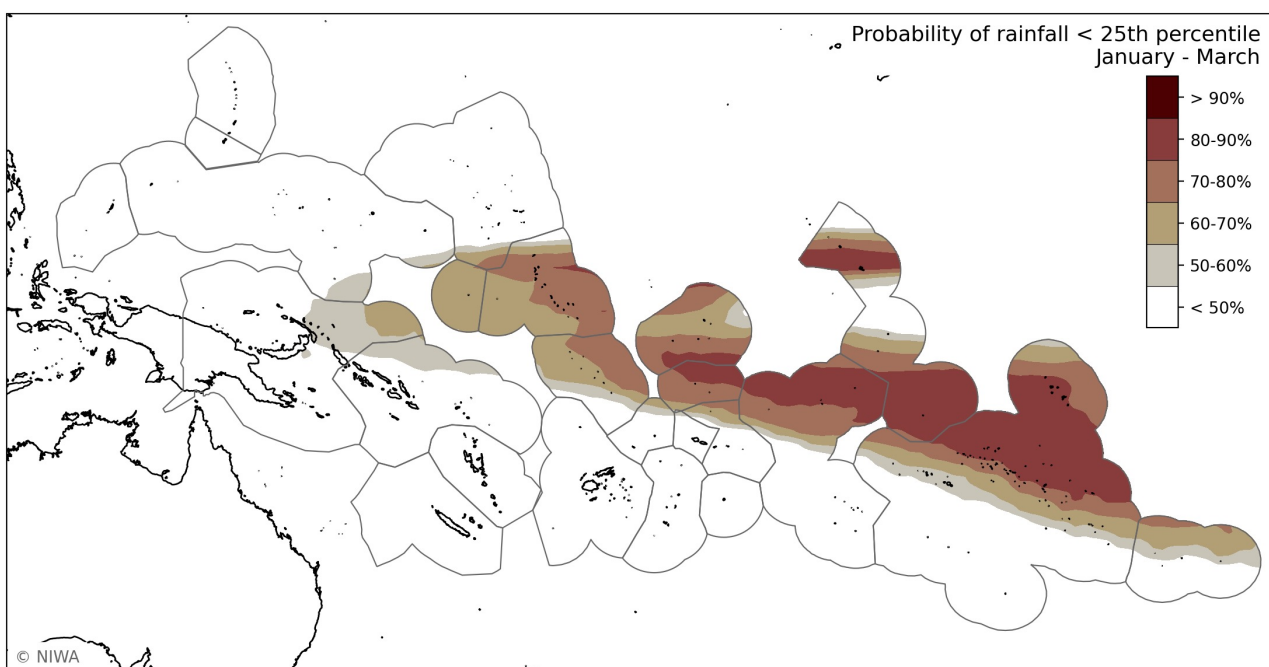 Probability of rainfall < 25th percentile
January - March
> 90%
80-90%
70-80%
60-70%
50-60%
< 50%
© NIWA